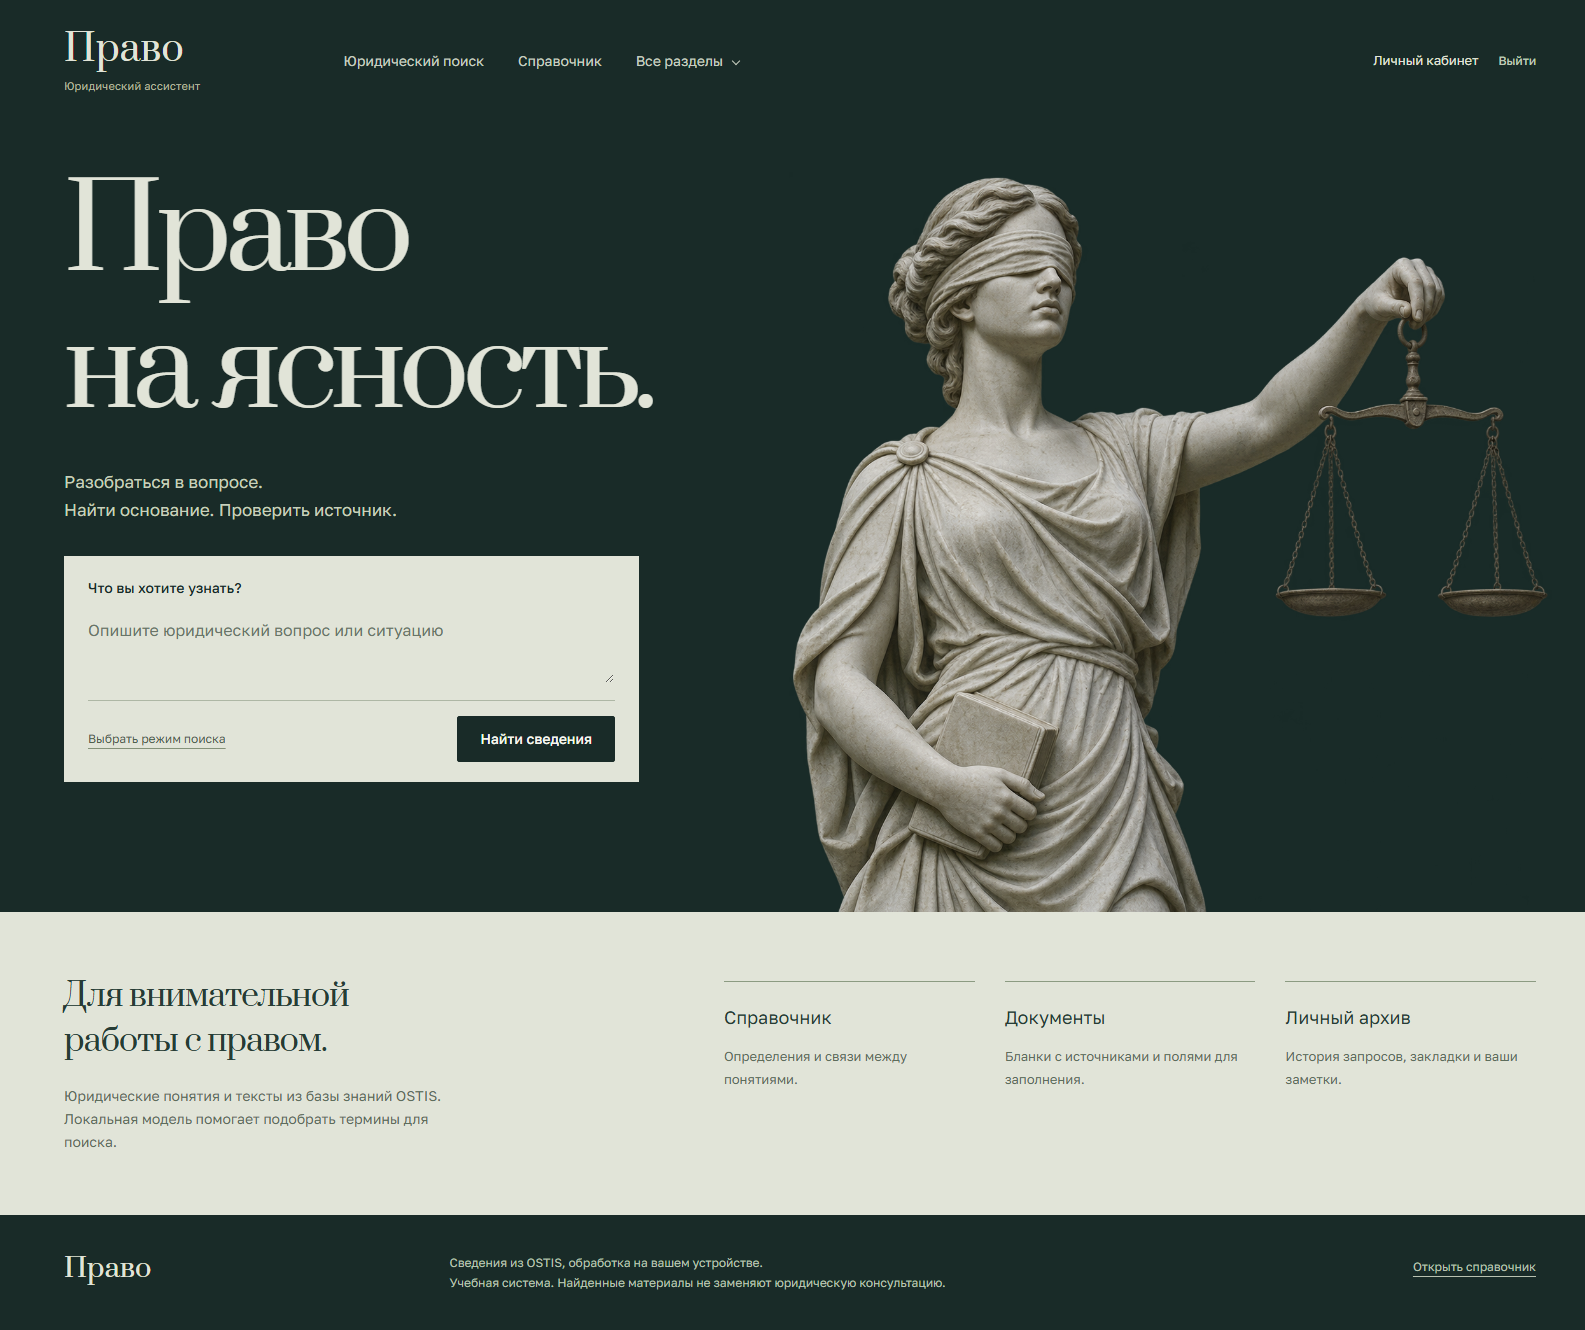 Право
Юридический ассистент
Юридический поиск
Справочник
Все разделы
Личный кабинет
Выйти
Право
на ясность.
Разобраться в вопросе.
Найти основание. Проверить источник.
Что вы хотите узнать?
Опишите юридический вопрос или ситуацию
Выбрать режим поиска
Найти сведения
Для внимательной
работы с правом.
Юридические понятия и тексты из базы знаний OSTIS.
Локальная модель помогает подобрать термины для
поиска.
Справочник
Определения и связи между
понятиями.
Документы
Бланки с источниками и полями для
заполнения.
Личный архив
История запросов, закладки и ваши
заметки.
Право
Сведения из OSTIS, обработка на вашем устройстве.
Учебная система. Найденные материалы не заменяют юридическую консультацию.
Открыть справочник